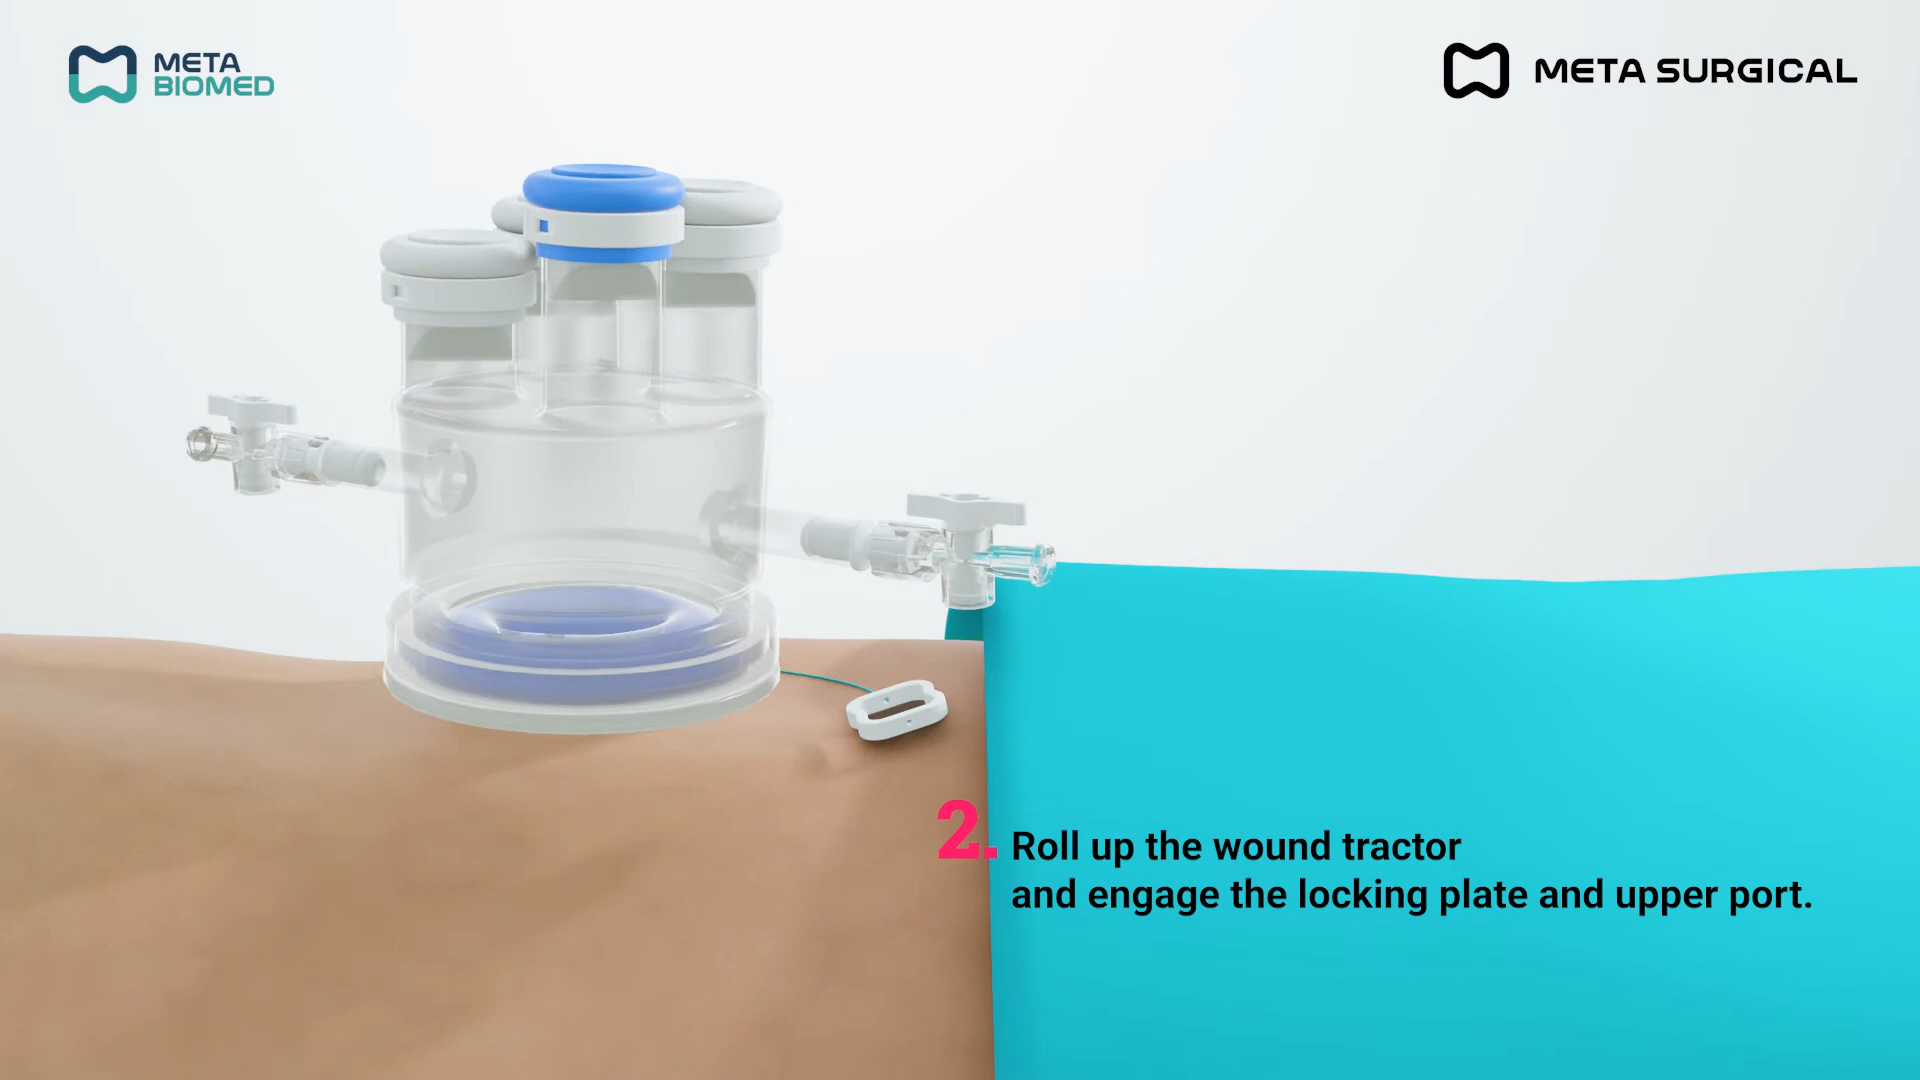 META
BIOMED
META SURGICAL
2. Roll up the wound tractor
and engage the locking plate and upper port.